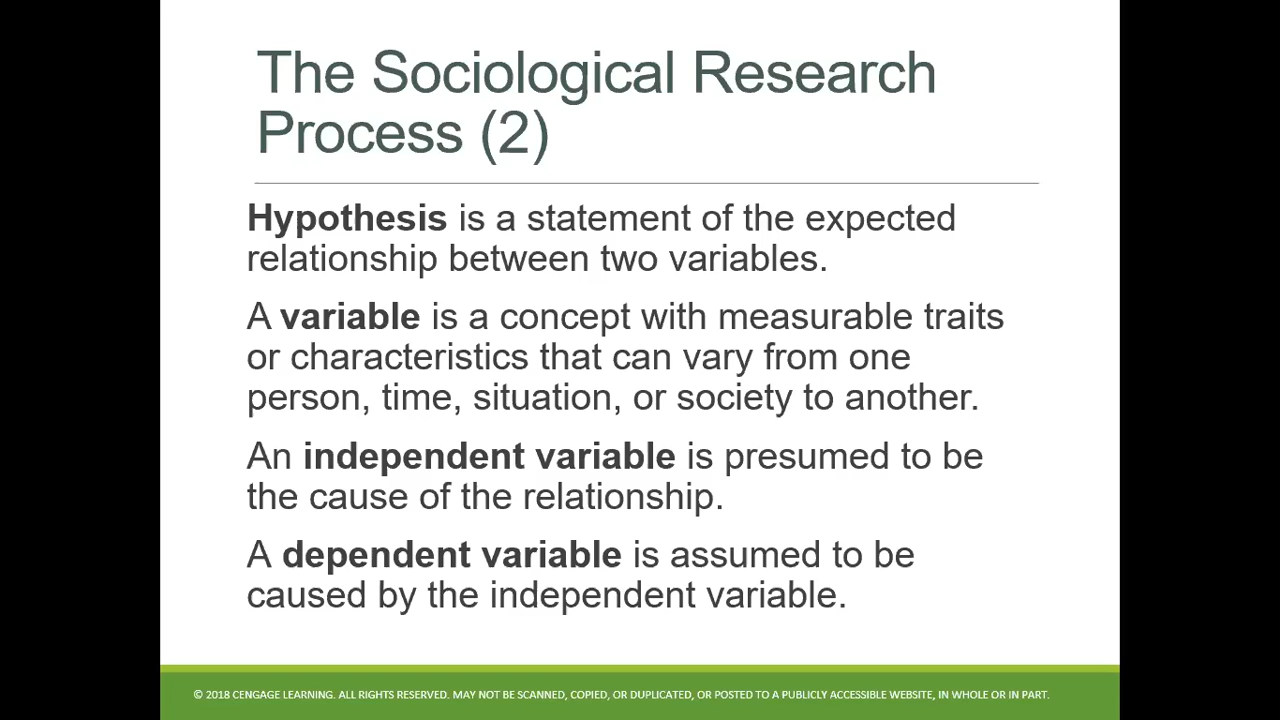 The Sociological Research
Process (2)
Hypothesis is a statement of the expected
relationship between two variables.
A variable is a concept with measurable traits
or characteristics that can vary from one
person, time, situation, or society to another.
An independent variable is presumed to be
the cause of the relationship.
A dependent variable is assumed to be
caused by the independent variable.
© 2018 CENGAGE LEARNING. ALL RIGHTS RESERVED. MAY NOT BE SCANNED, COPIED, OR DUPLICATED, OR POSTED TO A PUBLICLY ACCESSIBLE WEBSITE, IN WHOLE OR IN PART.